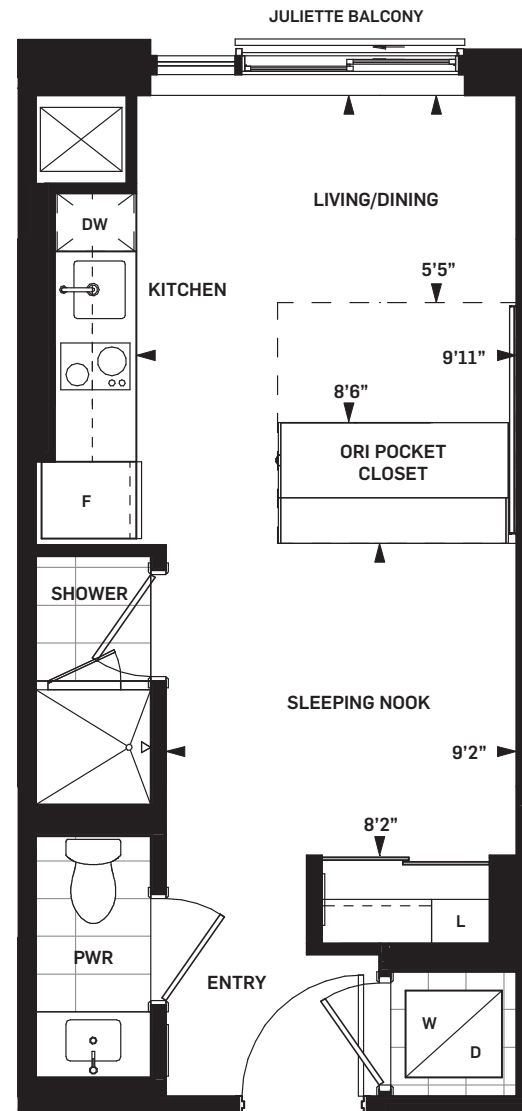 JULIETTE BALCONY
LIVING/DINING
DW
KITCHEN
5’5”
9’11”
8’6”
ORI POCKET
CLOSET
F
SHOWER
SLEEPING NOOK
9’2”
8’2”
L
PWR
ENTRY
W
D